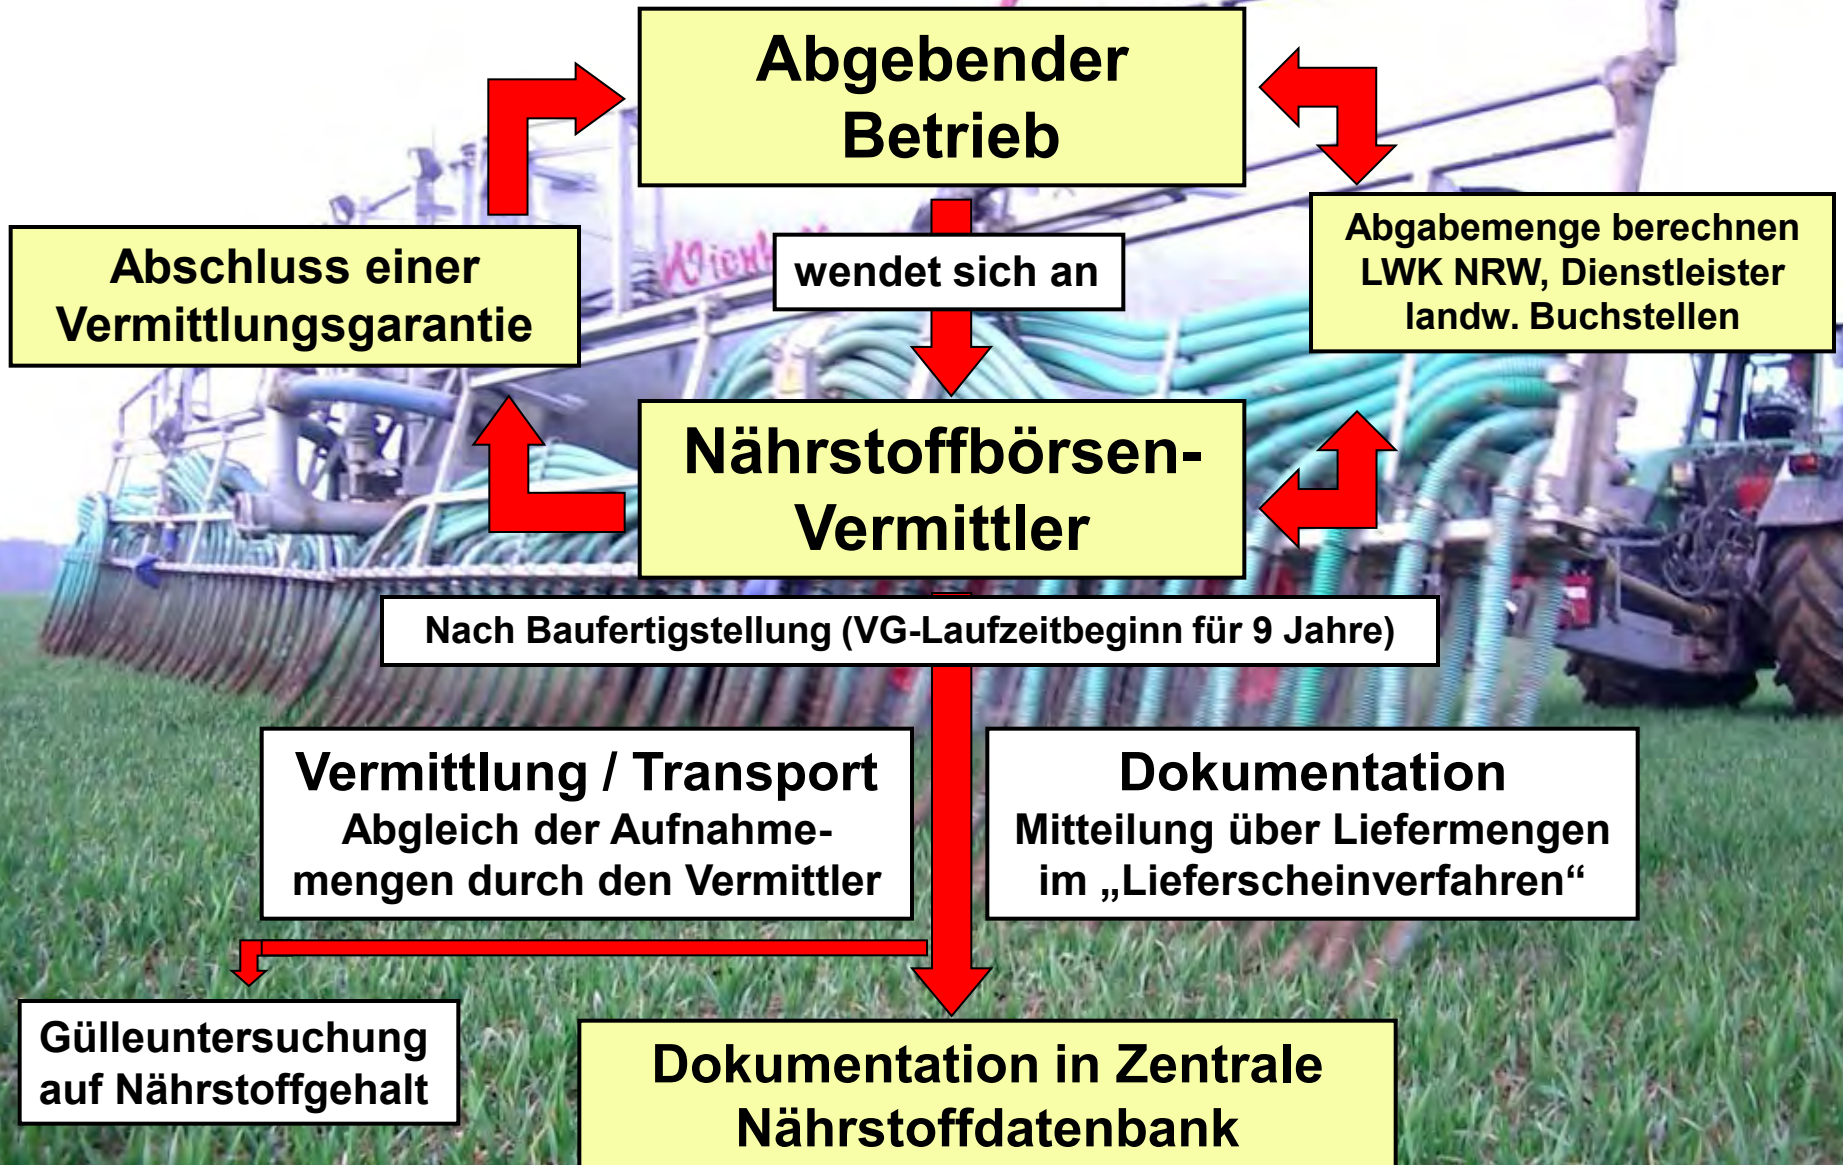 Abgebender
Betrieb
Abschluss einer
Vermittlungsgarantie
wendet sich an
Abgabemenge berechnen
LWK NRW, Dienstleister
landw. Buchstellen
Nährstoffbörsen-
Vermittler
Nach Baufertigstellung (VG-Laufzeitbeginn für 9 Jahre)
Vermittlung / Transport
Abgleich der Aufnahme-
mengen durch den Vermittler
Dokumentation
Mitteilung über Liefermengen
im „Lieferscheinverfahren“
Gülleuntersuchung
auf Nährstoffgehalt
Dokumentation in Zentrale
Nährstoffdatenbank